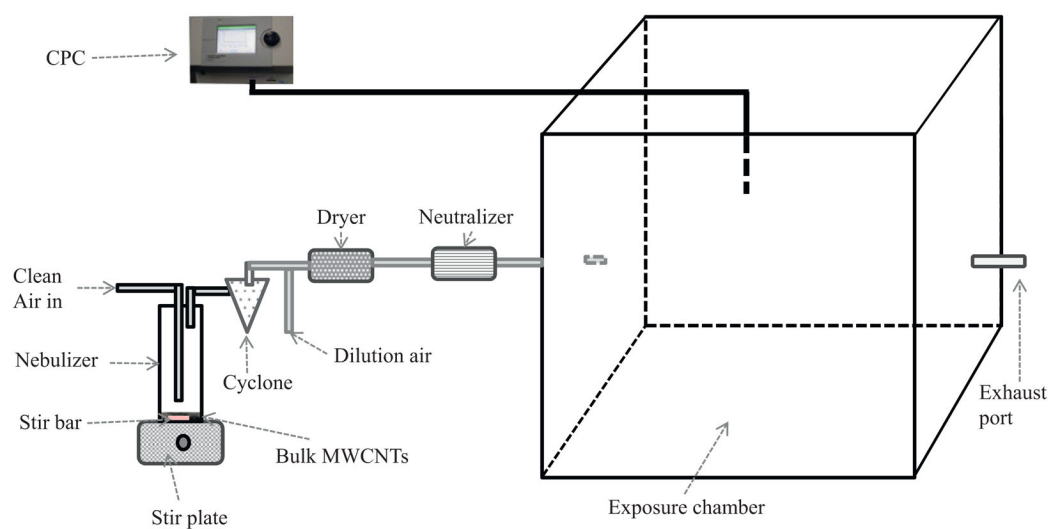 CPC
Dryer
Neutralizer
Clean
Air in
Nebulizer
Dilution air
Cyclone
Exhaust
port
Stir bar
Bulk MWCNTs
Exposure chamber
Stir plate